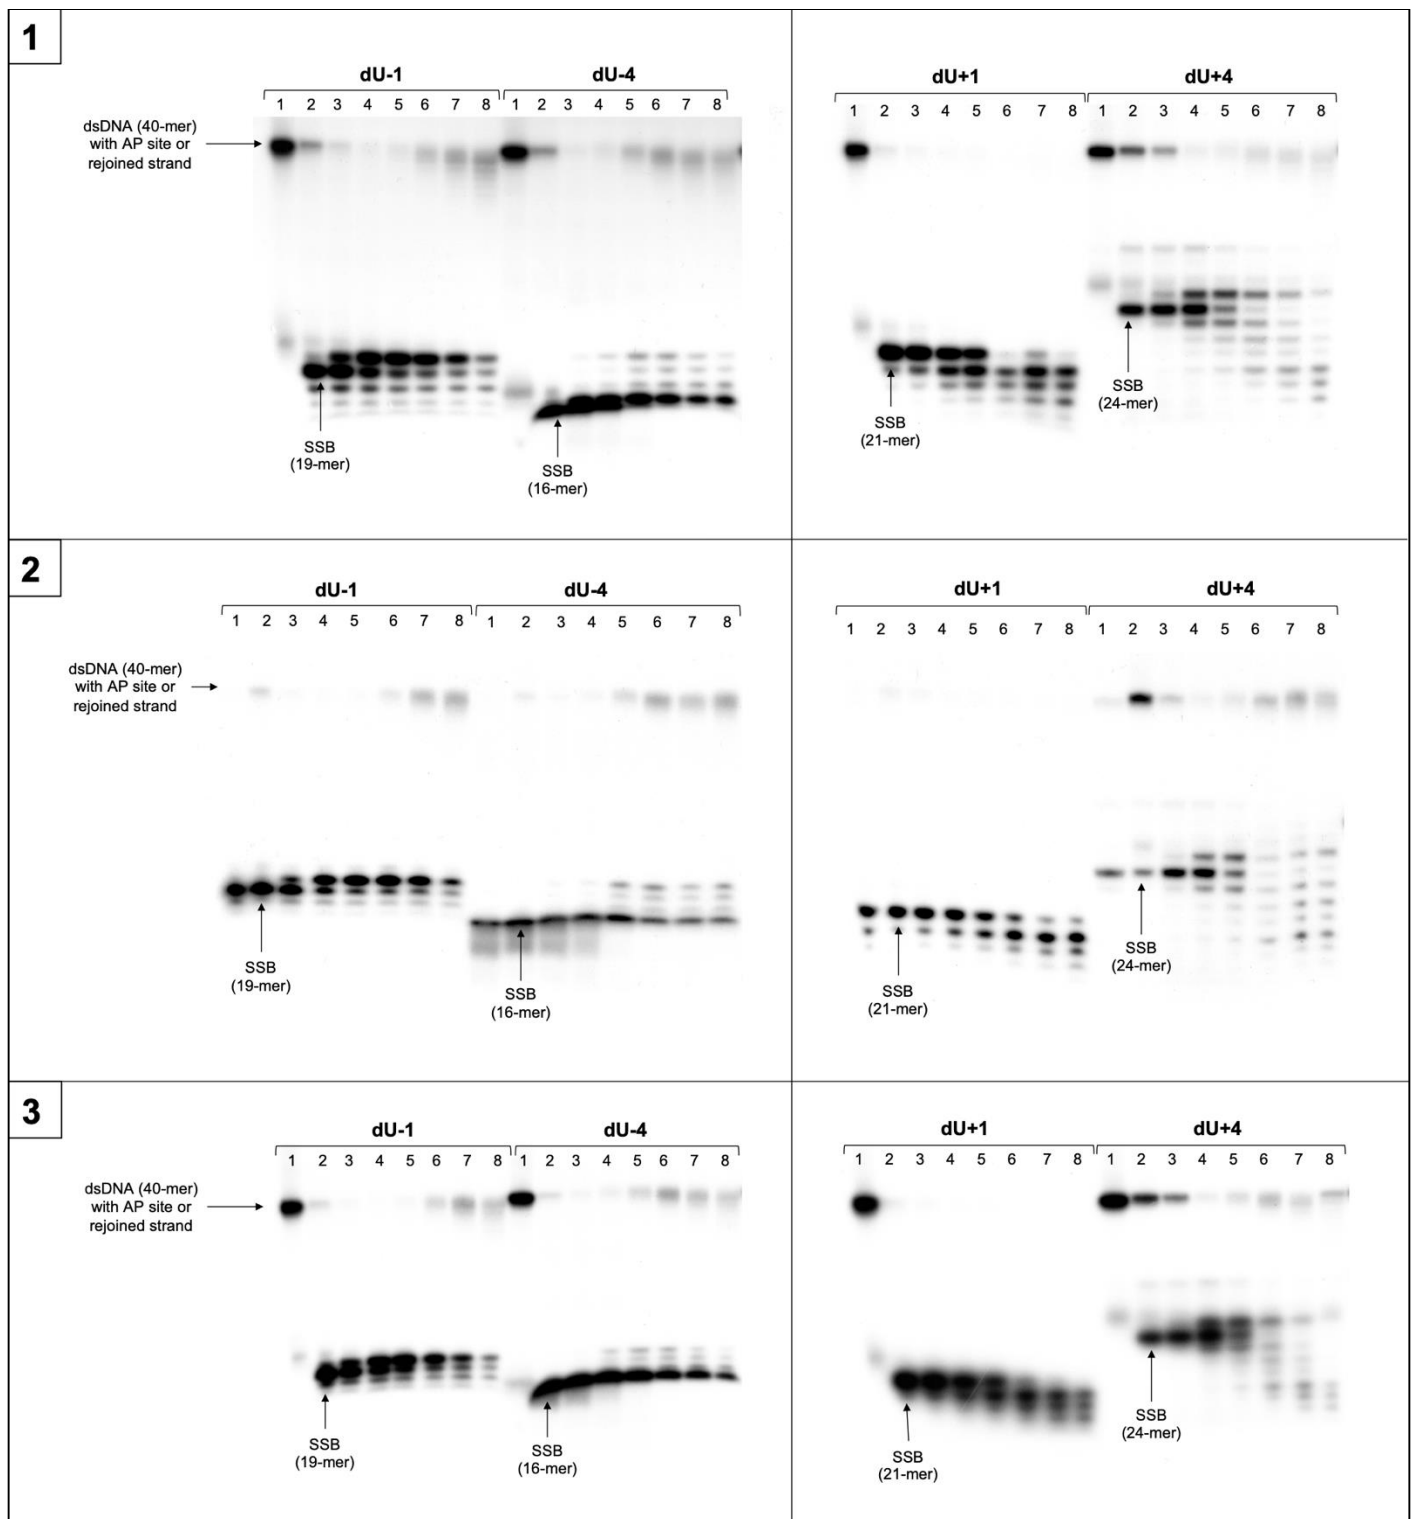 1
dU-1 dU-4 dU+1 dU+4
1 2 3 4 5 6 7 8 1 2 3 4 5 6 7 8 1 2 3 4 5 6 7 8 1 2 3 4 5 6 7 8
dsDNA (40-mer)
with AP site or
rejoined strand
SSB
(19-mer)
SSB
(16-mer)
SSB
(21-mer)
SSB
(24-mer)
2
dU-1 dU-4 dU+1 dU+4
1 2 3 4 5 6 7 8 1 2 3 4 5 6 7 8 1 2 3 4 5 6 7 8 1 2 3 4 5 6 7 8
dsDNA (40-mer)
with AP site or
rejoined strand
SSB
(19-mer)
SSB
(16-mer)
SSB
(21-mer)
SSB
(24-mer)
3
dU-1 dU-4 dU+1 dU+4
1 2 3 4 5 6 7 8 1 2 3 4 5 6 7 8 1 2 3 4 5 6 7 8 1 2 3 4 5 6 7 8
dsDNA (40-mer)
with AP site or
rejoined strand
SSB
(19-mer)
SSB
(16-mer)
SSB
(21-mer)
SSB
(24-mer)